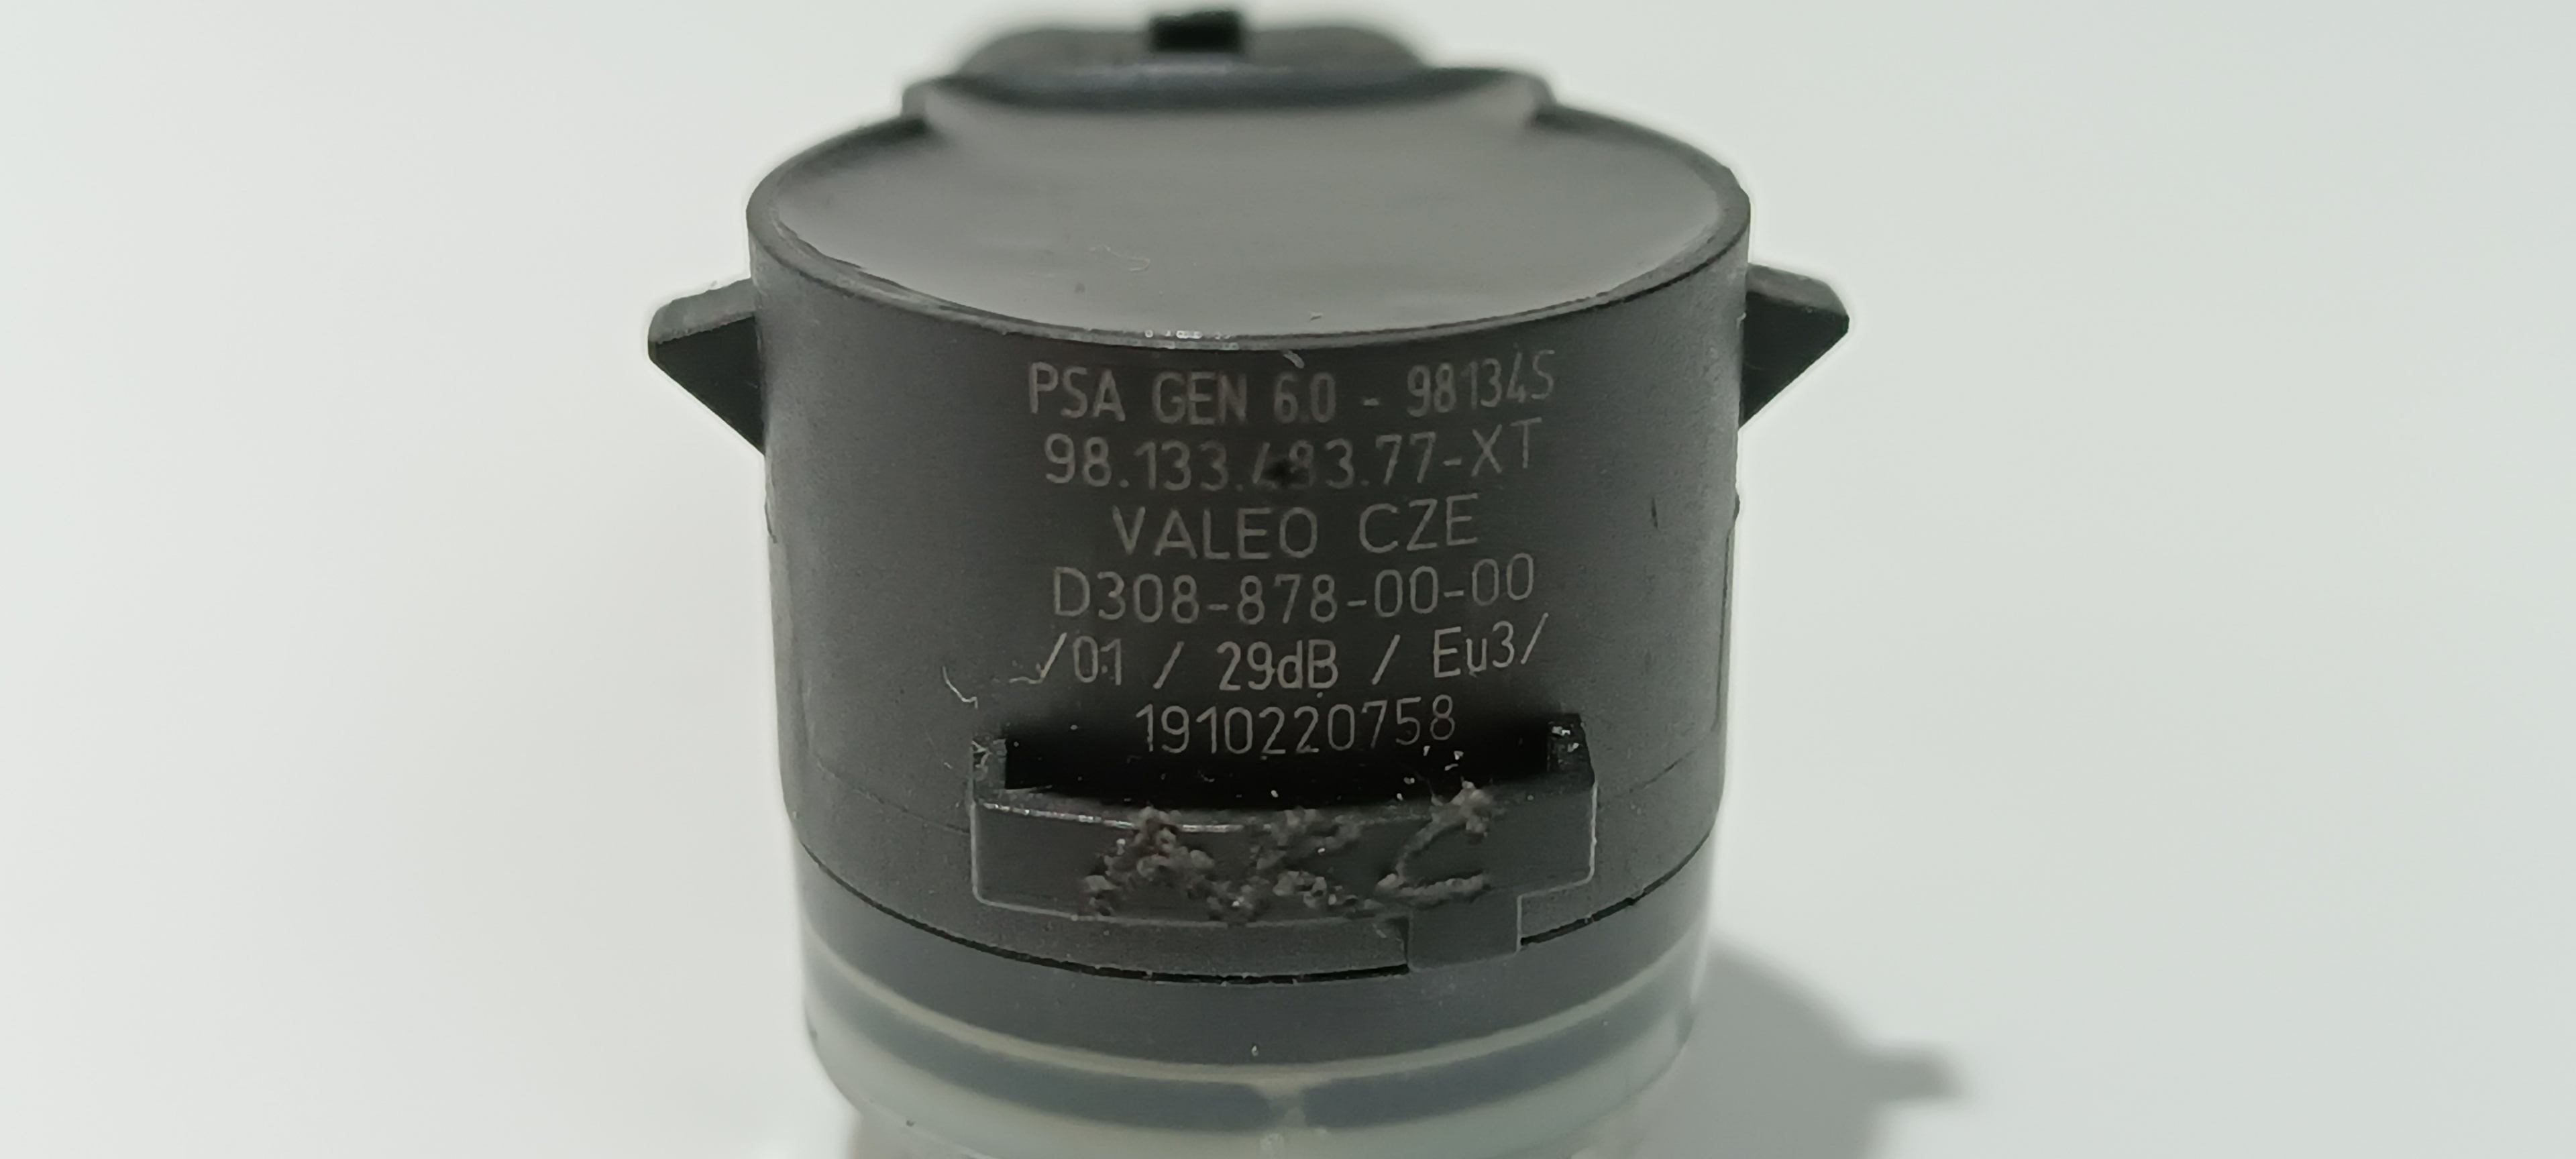 PSA GEN 6.0 - 98134S
98.133.483.77-XT
VALEO CZE
D308-878-00-00
/01 / 29dB / Eu3/
1910220758
AKC